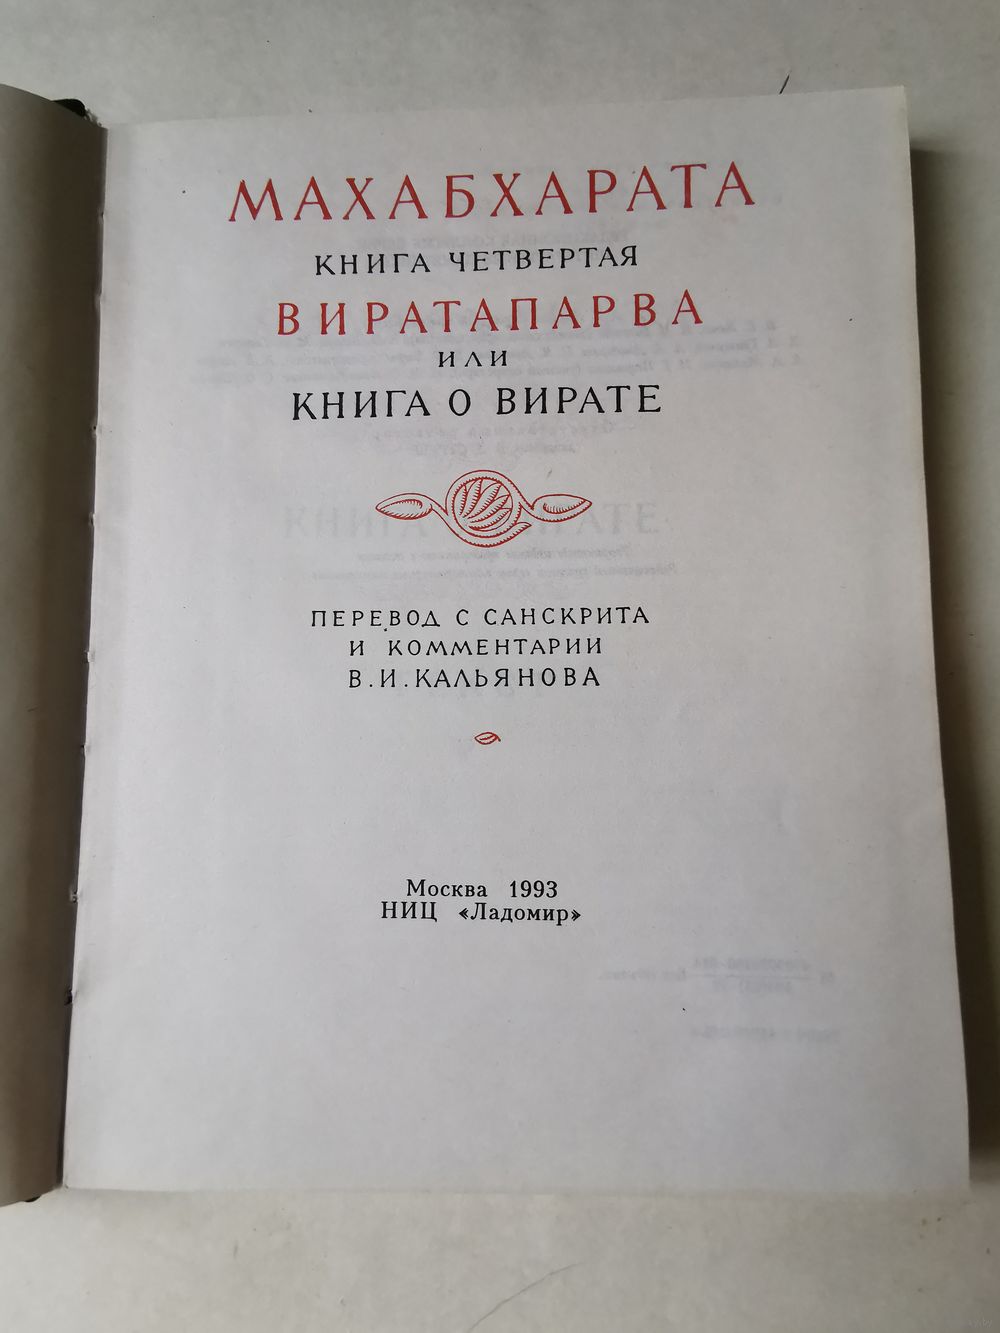 МАХАБХАРАТА
КНИГА ЧЕТВЕРТАЯ
ВИРАТАПАРВА
ИЛИ
КНИГА О ВИРАТЕ
ПЕРЕВОД С САНСКРИТА
И КОММЕНТАРИИ
В.И.КАЛЬЯНОВА
Москва 1993
НИЦ «Ладомир»